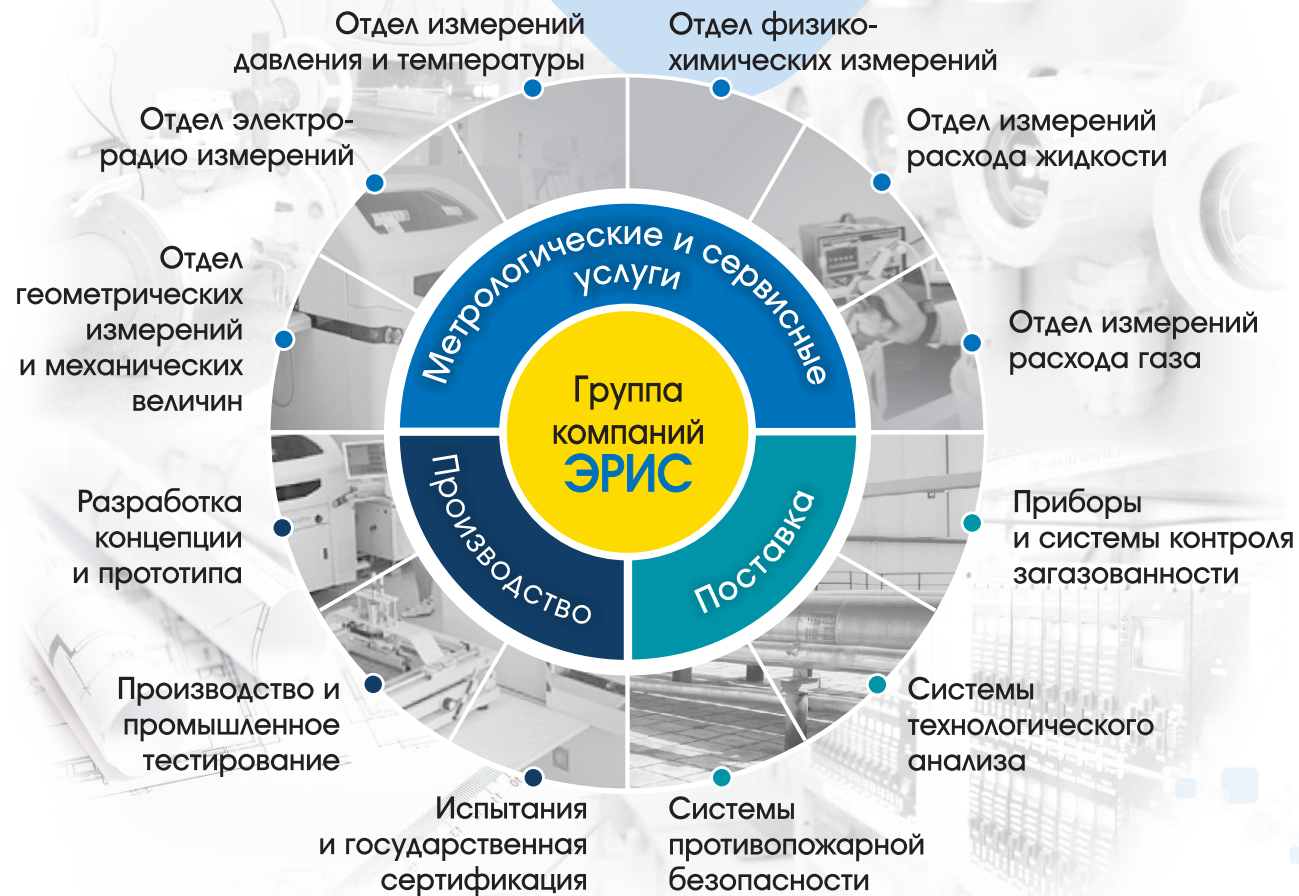 Отдел измерений
давления и температуры
Отдел физико-
химических измерений
Отдел электро-
радио измерений
Отдел измерений
расхода жидкости
Отдел
геометрических
измерений
и механических
величин
Отдел измерений
расхода газа
Метрологические и сервисные
услуги
Группа
компаний
ЭРИС
Производство
Поставка
Разработка
концепции
и прототипа
Приборы
и системы контроля
загазованности
Производство и
промышленное
тестирование
Системы
технологического
анализа
Испытания
и государственная
сертификация
Системы
противопожарной
безопасности